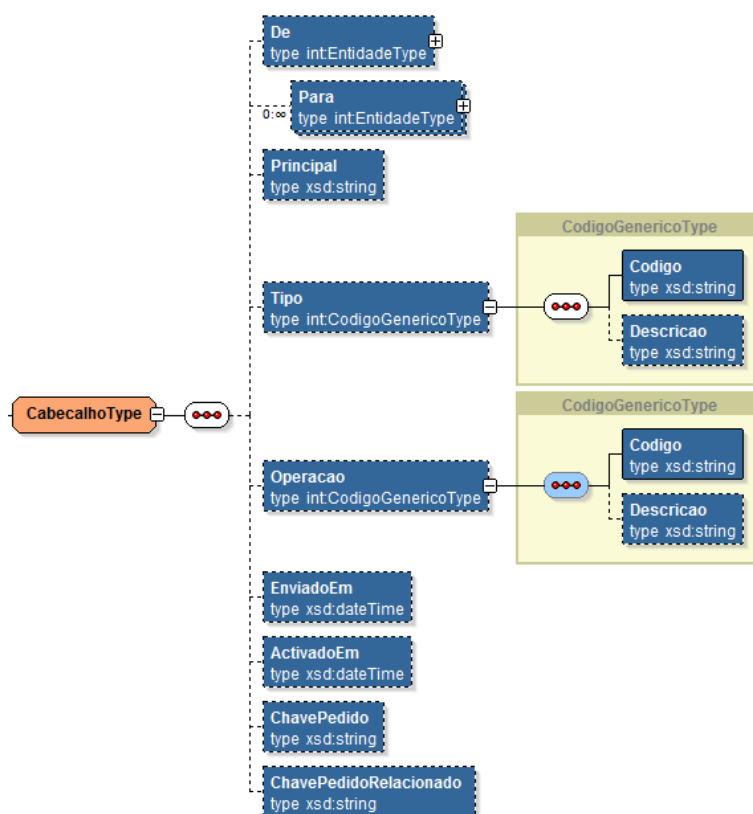 De
type int:EntidadeType
Para
0:∞
type int:EntidadeType
Principal
type xsd:string
CodigoGenericoType
Codigo
type xsd:string
Tipo
type int:CodigoGenericoType
Descricao
type xsd:string
CabecalhoType
CodigoGenericoType
Codigo
type xsd:string
Operacao
type int:CodigoGenericoType
Descricao
type xsd:string
EnviadoEm
type xsd:dateTime
ActivadoEm
type xsd:dateTime
ChavePedido
type xsd:string
ChavePedidoRelacionado
type xsd:string